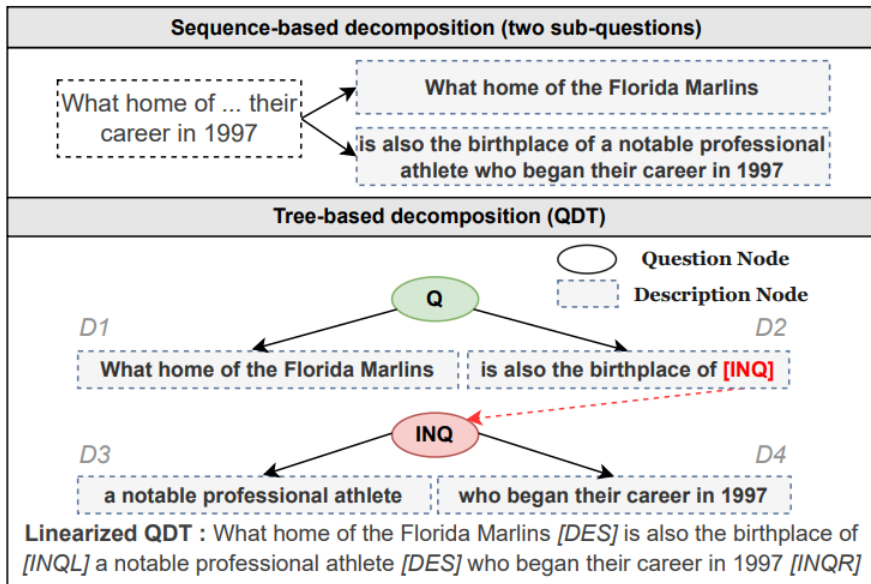 Sequence-based decomposition (two sub-questions)
What home of ... their
career in 1997
What home of the Florida Marlins
is also the birthplace of a notable professional
athlete who began their career in 1997
Tree-based decomposition (QDT)
Question Node
Description Node
Q
D1
D2
What home of the Florida Marlins
is also the birthplace of [INQ]
INQ
D3
D4
a notable professional athlete
who began their career in 1997
Linearized QDT : What home of the Florida Marlins [DES] is also the birthplace of
[INQL] a notable professional athlete [DES] who began their career in 1997 [INQR]